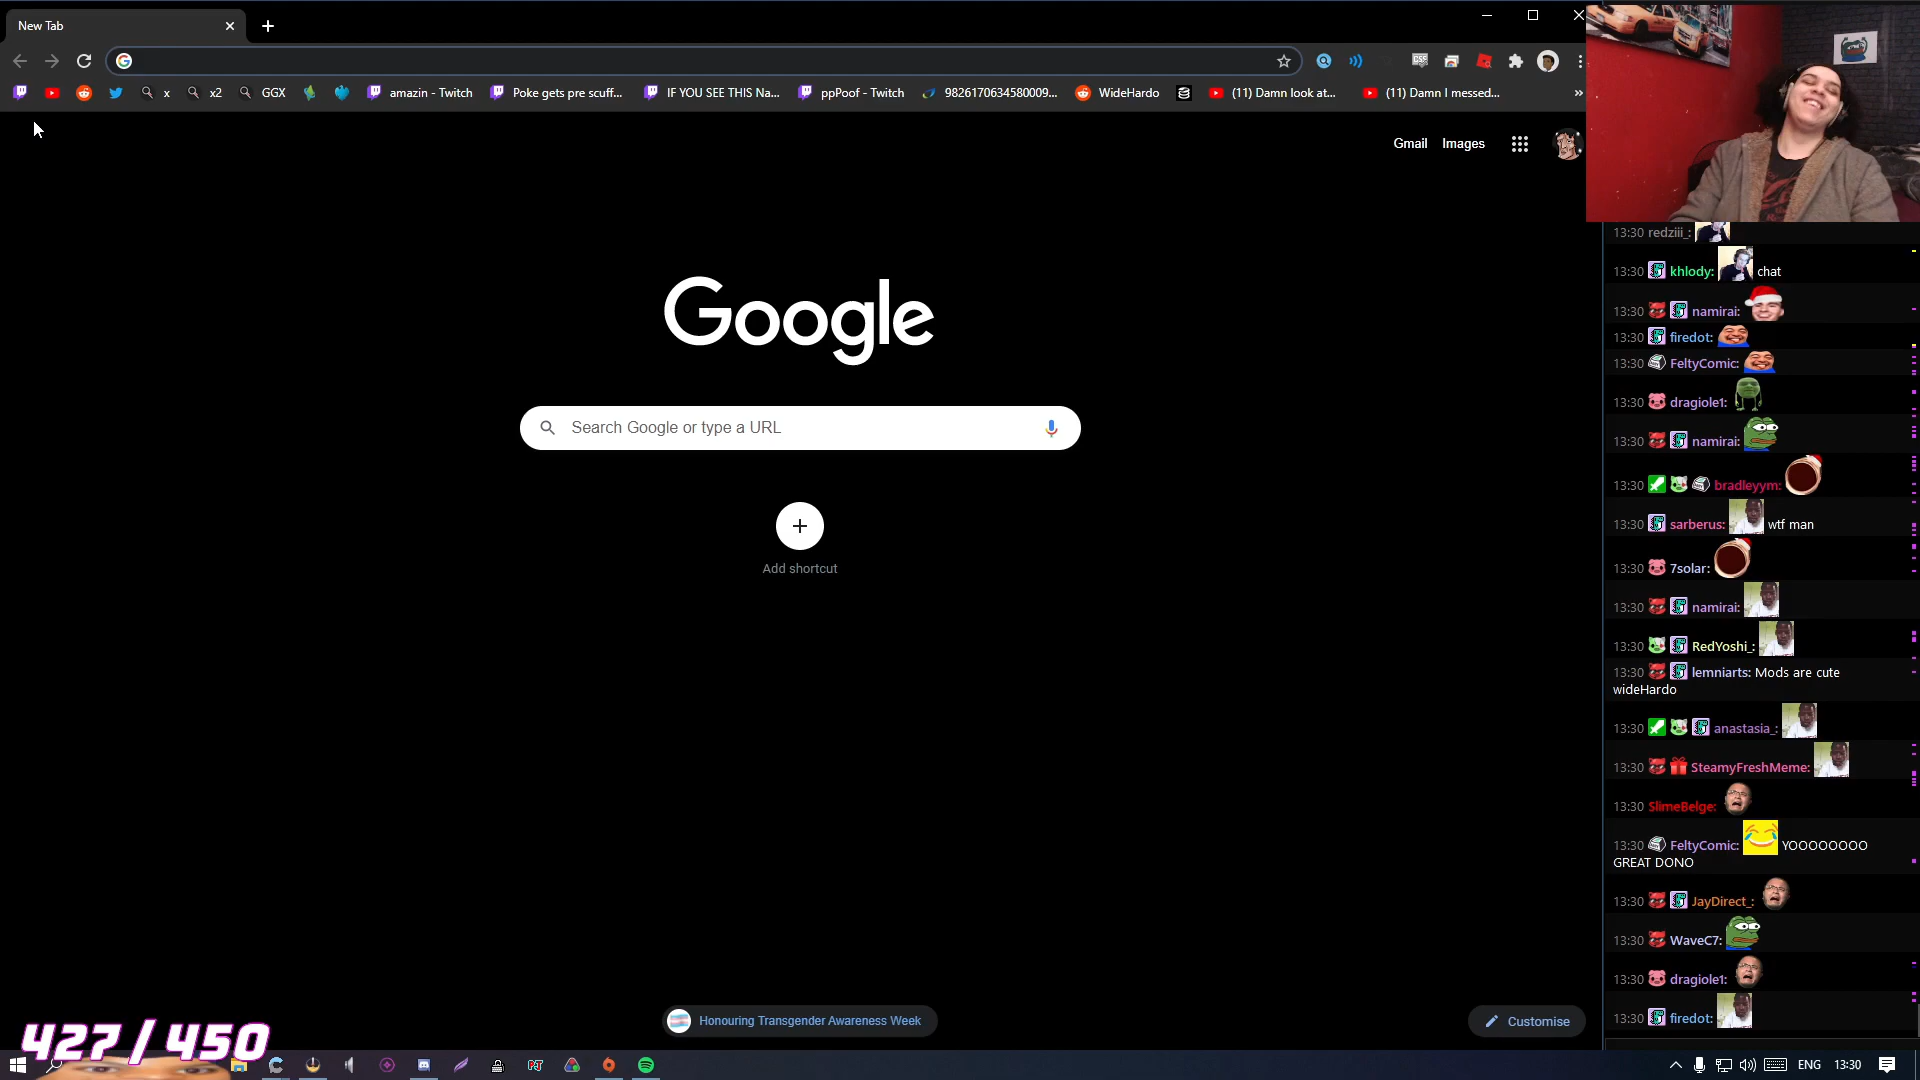 New Tab
x
x2
GGX
amazin - Twitch
Poke gets pre scuff...
IF YOU SEE THIS Na...
ppPoof - Twitch
9826170634580009...
WideHardo
(11) Damn look at...
(11) Damn I messed...
»
Gmail
Images
Google
Search Google or type a URL
Add shortcut
Honouring Transgender Awareness Week
Customise
13:30 redziii_:
13:30 khlody: chat
13:30 namirai:
13:30 firedot:
13:30 FeltyComic:
13:30 dragiole1:
13:30 namirai:
13:30 bradleyym:
13:30 sarberus: wtf man
13:30 7solar:
13:30 namirai:
13:30 RedYoshi_:
13:30 lemniarts: Mods are cute
wideHardo
13:30 anastasia_:
13:30 SteamyFreshMeme:
13:30 SlimeBelge:
13:30 FeltyComic: YOOOOOOOO
GREAT DONO
13:30 JayDirect_:
13:30 WaveC7:
13:30 dragiole1:
13:30 firedot:
427/450
ENG
13:30